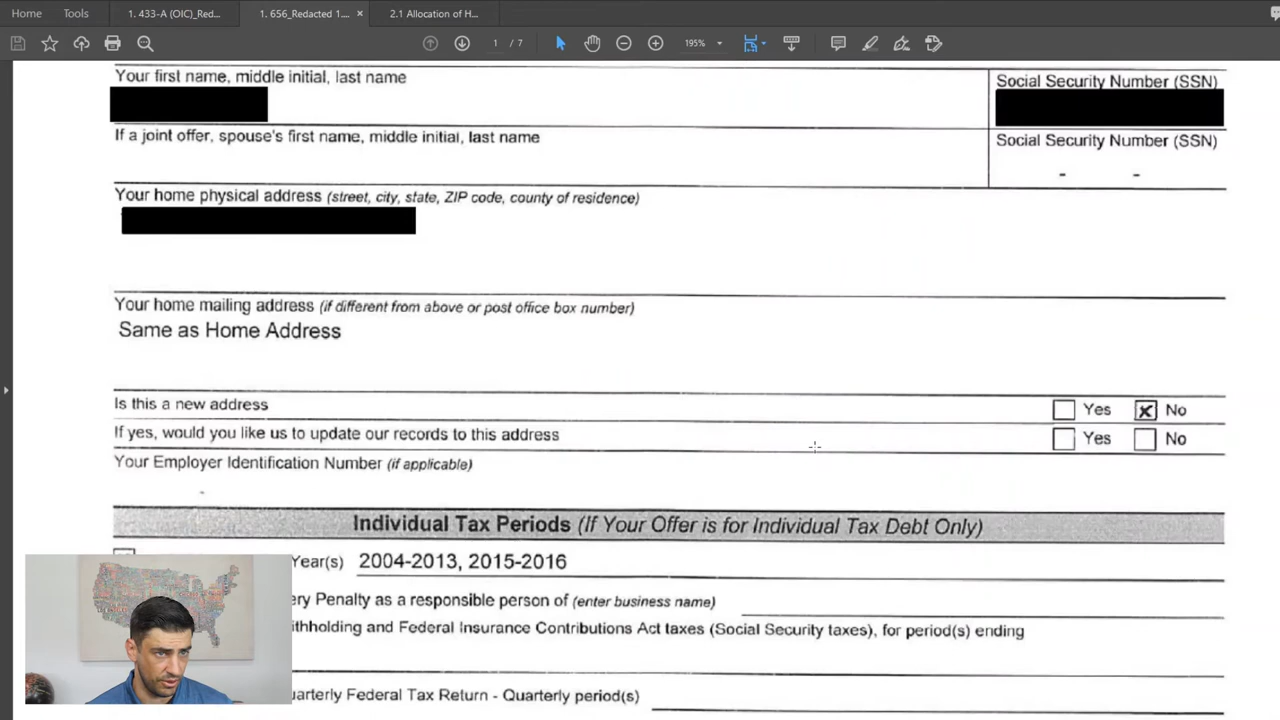 Home Tools 1. 433-A (OIC)_Red... 1. 656_Redacted 1.... × 2.1 Allocation of H...
1 / 7 195%
Your first name, middle initial, last name
Social Security Number (SSN)
If a joint offer, spouse's first name, middle initial, last name
Social Security Number (SSN)
- -
Your home physical address (street, city, state, ZIP code, county of residence)
Your home mailing address (if different from above or post office box number)
Same as Home Address
Is this a new address Yes No
If yes, would you like us to update our records to this address Yes No
Your Employer Identification Number (if applicable)
-
Individual Tax Periods (If Your Offer is for Individual Tax Debt Only)
Year(s) 2004-2013, 2015-2016
ery Penalty as a responsible person of (enter business name)
ithholding and Federal Insurance Contributions Act taxes (Social Security taxes), for period(s) ending
uarterly Federal Tax Return - Quarterly period(s)